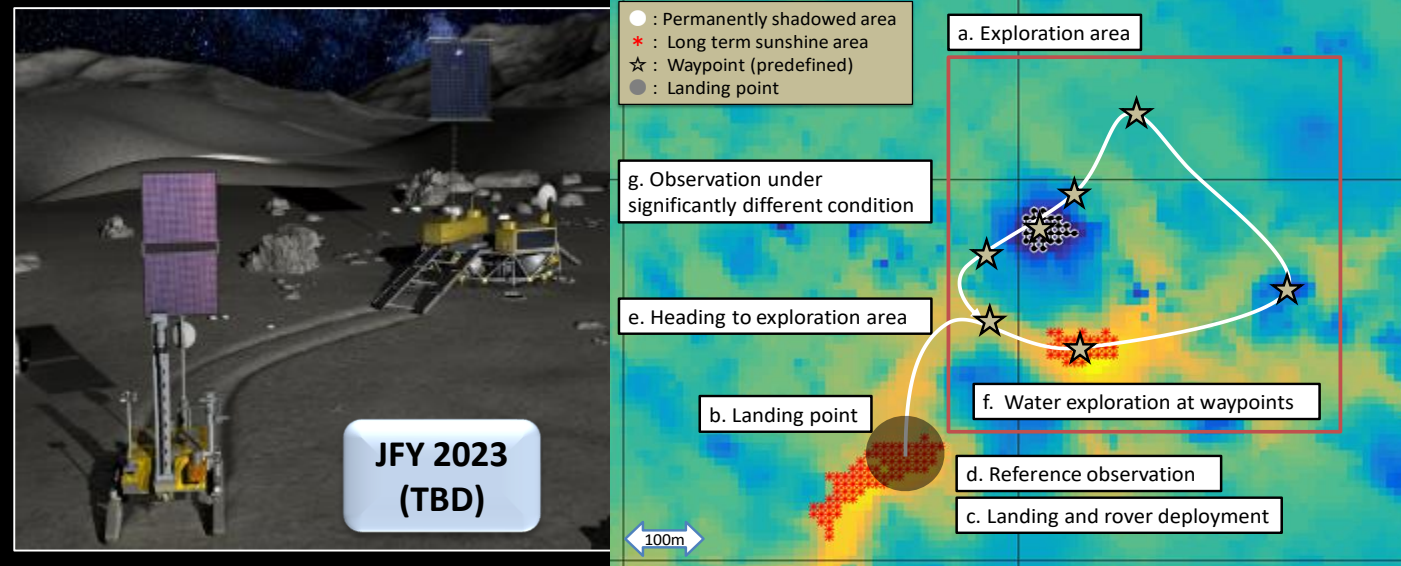 JFY 2023
(TBD)
: Permanently shadowed area
: Long term sunshine area
: Waypoint (predefined)
: Landing point
a. Exploration area
g. Observation under
significantly different condition
e. Heading to exploration area
b. Landing point
f. Water exploration at waypoints
d. Reference observation
c. Landing and rover deployment
100m